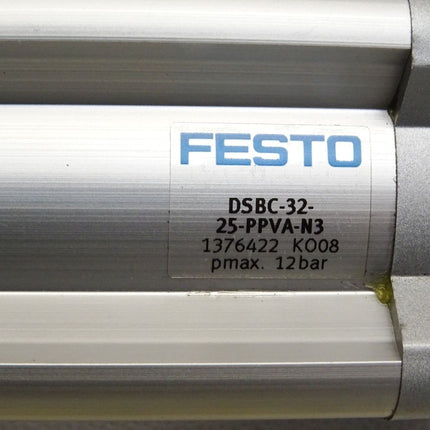 FESTO
DSBC-32-
25-PPVA-N3
1376422 K008
pmax. 12bar